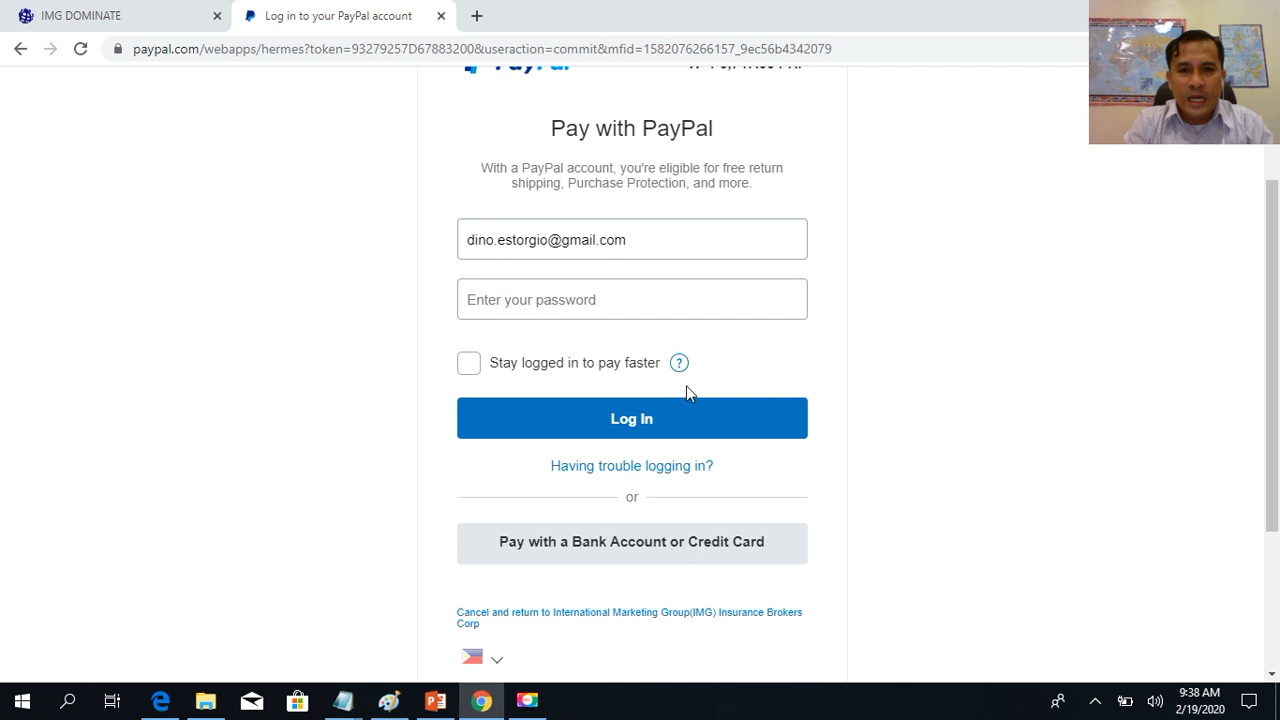 IMG DOMINATE
Log in to your PayPal account
paypal.com/webapps/hermes?token=93279257D67883200&useraction=commit&mfid=1582076266157_9ec56b4342079
PayPal
Pay with PayPal
With a PayPal account, you're eligible for free return
shipping, Purchase Protection, and more.
dino.estorgio@gmail.com
Enter your password
Stay logged in to pay faster ?
Log In
Having trouble logging in?
or
Pay with a Bank Account or Credit Card
Cancel and return to International Marketing Group(IMG) Insurance Brokers
Corp
9:38 AM
2/19/2020